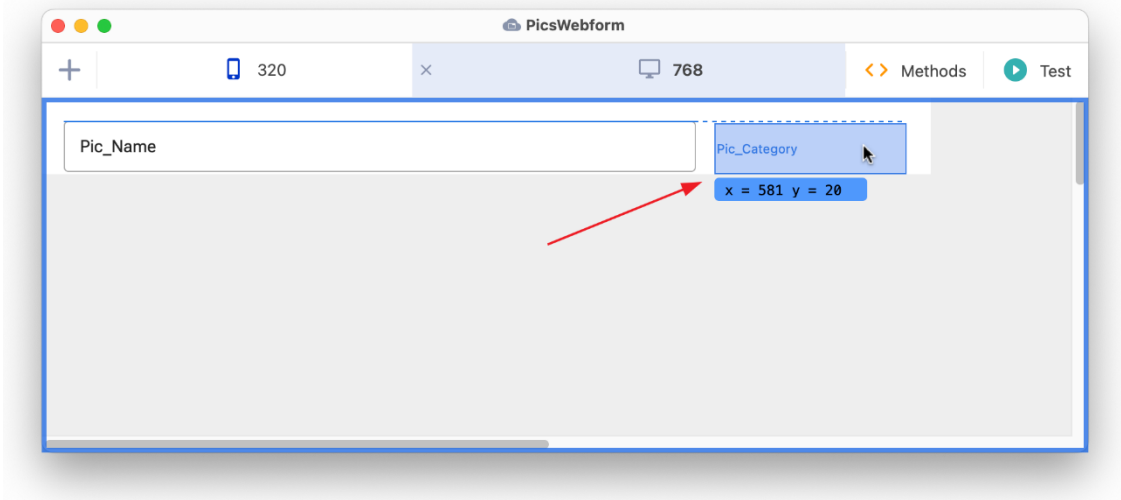 PicsWebform
320
768
Methods
Test
Pic_Name
Pic_Category
x = 581 y = 20